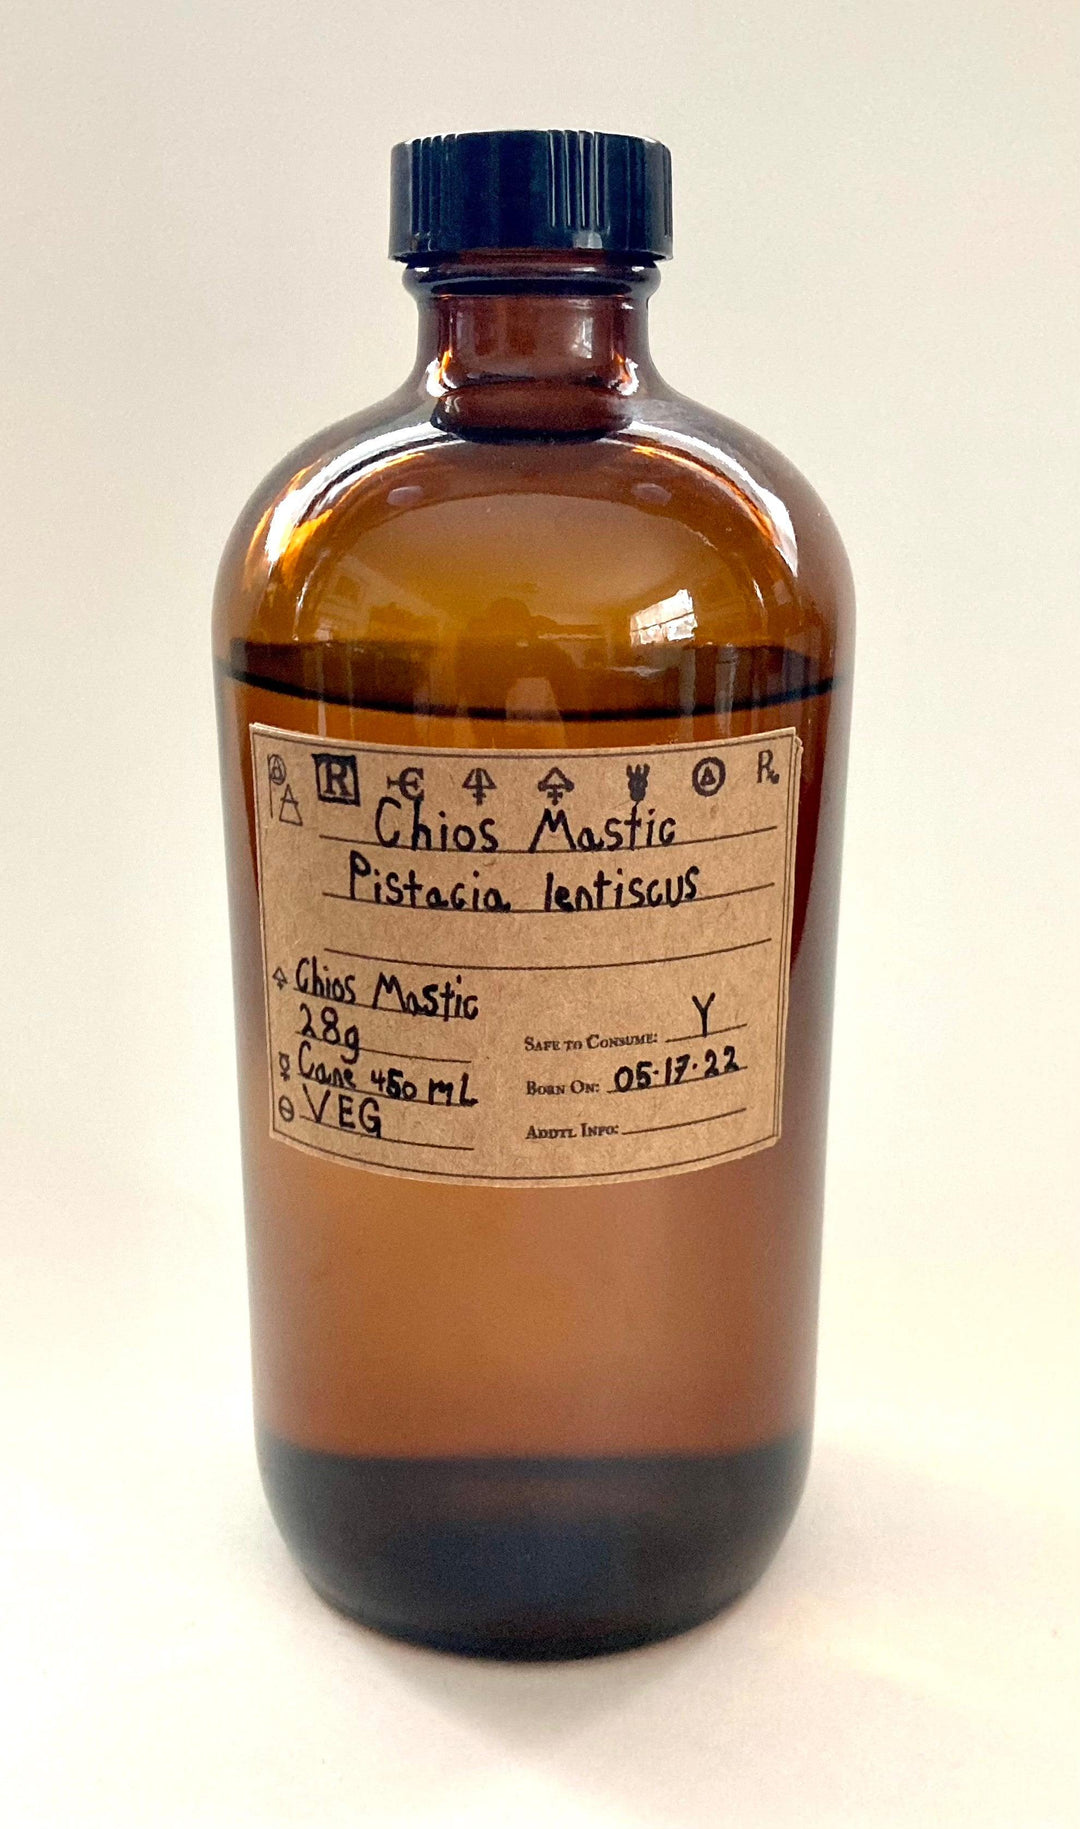 R ℞
Chios Mastic
Pistacia lentiscus
Chios Mastic
28g
Cane 450 mL
VEG
SAFE TO CONSUME: Y
BORN ON: 05·17·22
ADDTL INFO: